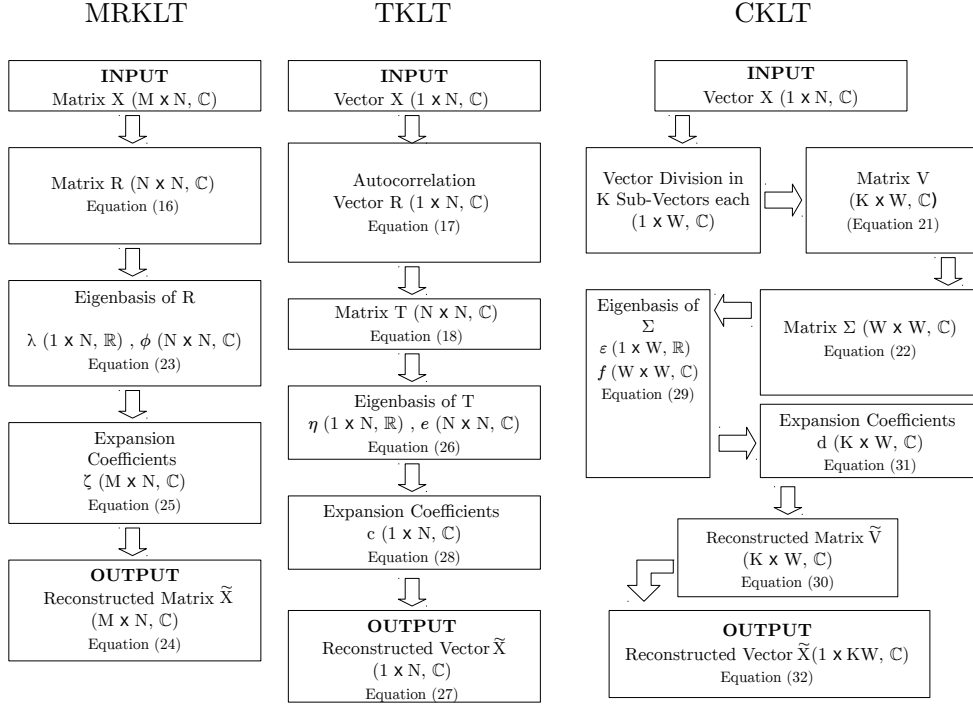 MRKLT
INPUT
Matrix X (M x N, ℂ)
Matrix R (N x N, ℂ)
Equation (16)
Eigenbasis of R
λ (1 x N, ℝ) , ϕ (N x N, ℂ)
Equation (23)
Expansion
Coefficients
ζ (M x N, ℂ)
Equation (25)
OUTPUT
Reconstructed Matrix X̃
(M x N, ℂ)
Equation (24)
TKLT
INPUT
Vector X (1 x N, ℂ)
Autocorrelation
Vector R (1 x N, ℂ)
Equation (17)
Matrix T (N x N, ℂ)
Equation (18)
Eigenbasis of T
η (1 x N, ℝ) , e (N x N, ℂ)
Equation (26)
Expansion Coefficients
c (1 x N, ℂ)
Equation (28)
OUTPUT
Reconstructed Vector X̃
(1 x N, ℂ)
Equation (27)
CKLT
INPUT
Vector X (1 x N, ℂ)
Vector Division in
K Sub-Vectors each
(1 x W, ℂ)
Matrix V
(K x W, ℂ)
(Equation 21)
Matrix Σ (W x W, ℂ)
Equation (22)
Eigenbasis of
Σ
ε (1 x W, ℝ)
f (W x W, ℂ)
Equation (29)
Expansion Coefficients
d (K x W, ℂ)
Equation (31)
Reconstructed Matrix Ṽ
(K x W, ℂ)
Equation (30)
OUTPUT
Reconstructed Vector X̃(1 x KW, ℂ)
Equation (32)